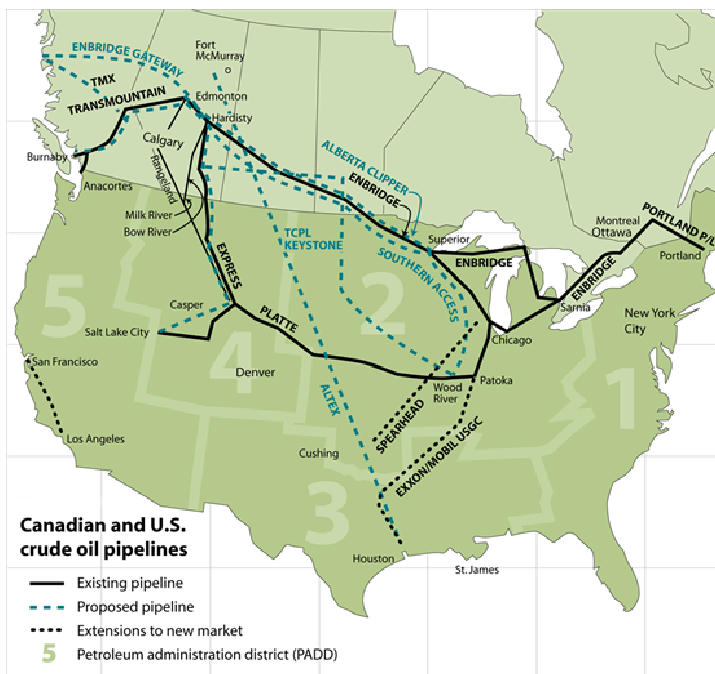 ENBRIDGE GATEWAY
Fort
McMurray
TMX
TRANSMOUNTAIN
Edmonton
Hardisty
Calgary
Burnaby
Anacortes
Rangeland
Milk River
Bow River
ALBERTA CLIPPER
ENBRIDGE
TCPL
KEYSTONE
Superior
ENBRIDGE
SOUTHERN ACCESS
Montreal
Ottawa
PORTLAND P/L
Portland
ENBRIDGE
Sarnia
New York
City
Chicago
EXPRESS
Casper
Salt Lake City
PLATTE
5
2
4
1
3
San Francisco
Denver
Los Angeles
ALTEX
Wood
River
Patoka
SPEARHEAD
EXXON/MOBIL USGC
Cushing
Houston
St.James
Canadian and U.S.
crude oil pipelines
Existing pipeline
Proposed pipeline
Extensions to new market
5 Petroleum administration district (PADD)